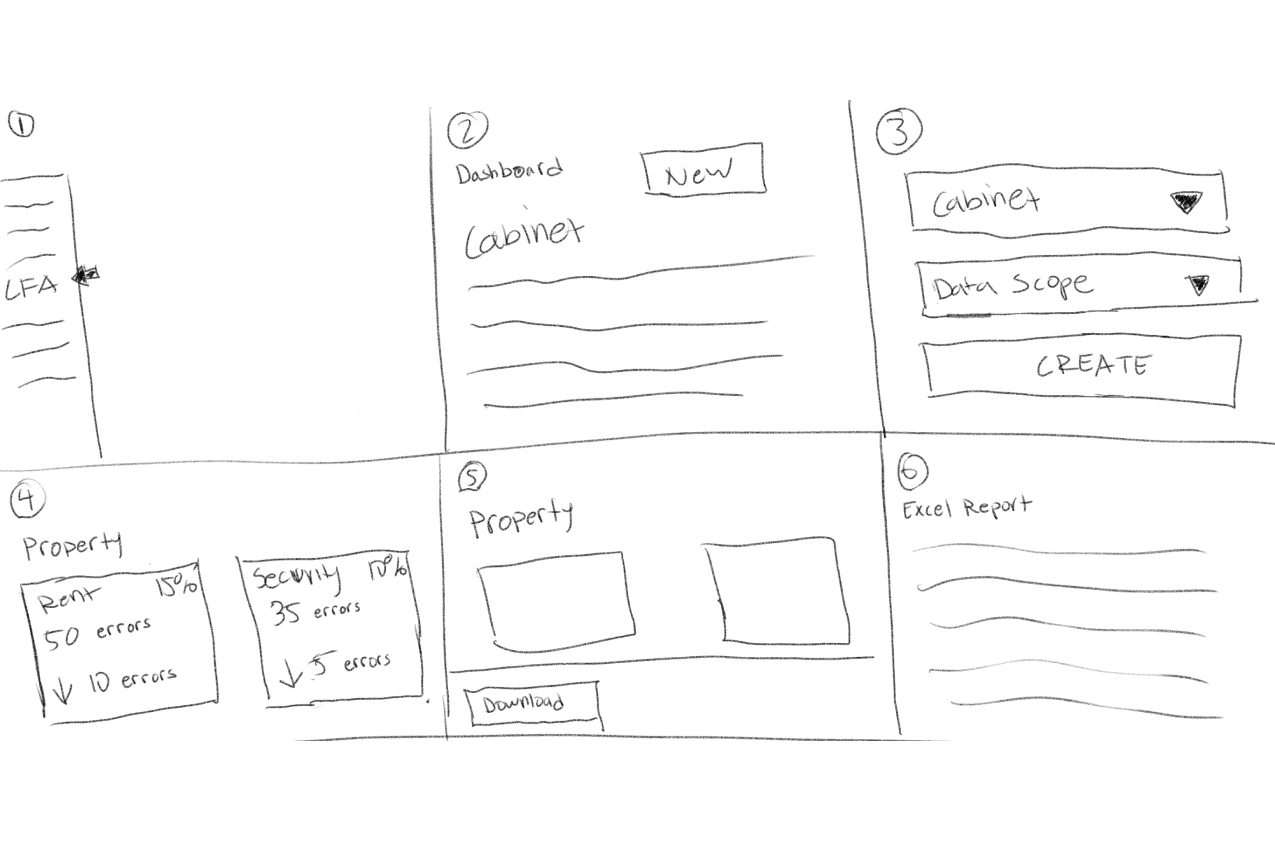 1
LFA
2
Dashboard
New
Cabinet
3
Cabinet
Data Scope
CREATE
4
Property
Rent 15%
50 errors
↓ 10 errors
Security 10%
35 errors
↓ 5 errors
5
Property
Download
6
Excel Report